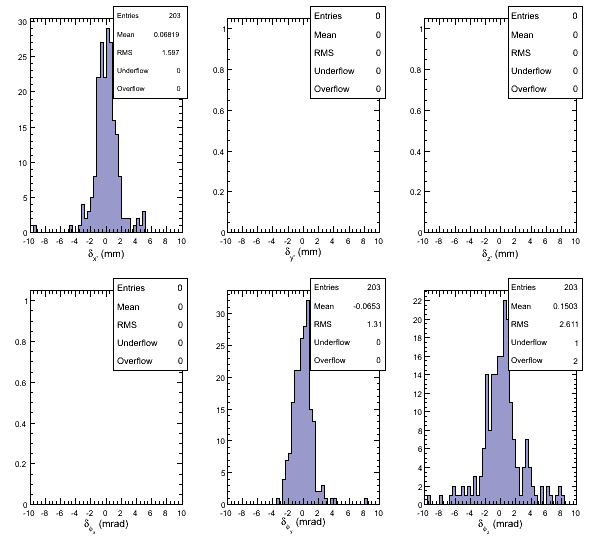 Entries 203
Mean 0.06819
RMS 1.597
Underflow 0
Overflow 0
30
25
20
15
10
5
0
-10 -8 -6 -4 -2 0 2 4 6 8 10
δx' (mm)
Entries 0
Mean 0
RMS 0
Underflow 0
Overflow 0
1
0.8
0.6
0.4
0.2
0
-10 -8 -6 -4 -2 0 2 4 6 8 10
δy' (mm)
Entries 0
Mean 0
RMS 0
Underflow 0
Overflow 0
1
0.8
0.6
0.4
0.2
0
-10 -8 -6 -4 -2 0 2 4 6 8 10
δz' (mm)
Entries 0
Mean 0
RMS 0
Underflow 0
Overflow 0
1
0.8
0.6
0.4
0.2
0
-10 -8 -6 -4 -2 0 2 4 6 8 10
δφx (mrad)
Entries 203
Mean -0.0653
RMS 1.31
Underflow 0
Overflow 0
30
25
20
15
10
5
0
-10 -8 -6 -4 -2 0 2 4 6 8 10
δφy (mrad)
Entries 203
Mean 0.1503
RMS 2.611
Underflow 1
Overflow 2
22
20
18
16
14
12
10
8
6
4
2
0
-10 -8 -6 -4 -2 0 2 4 6 8 10
δφz (mrad)